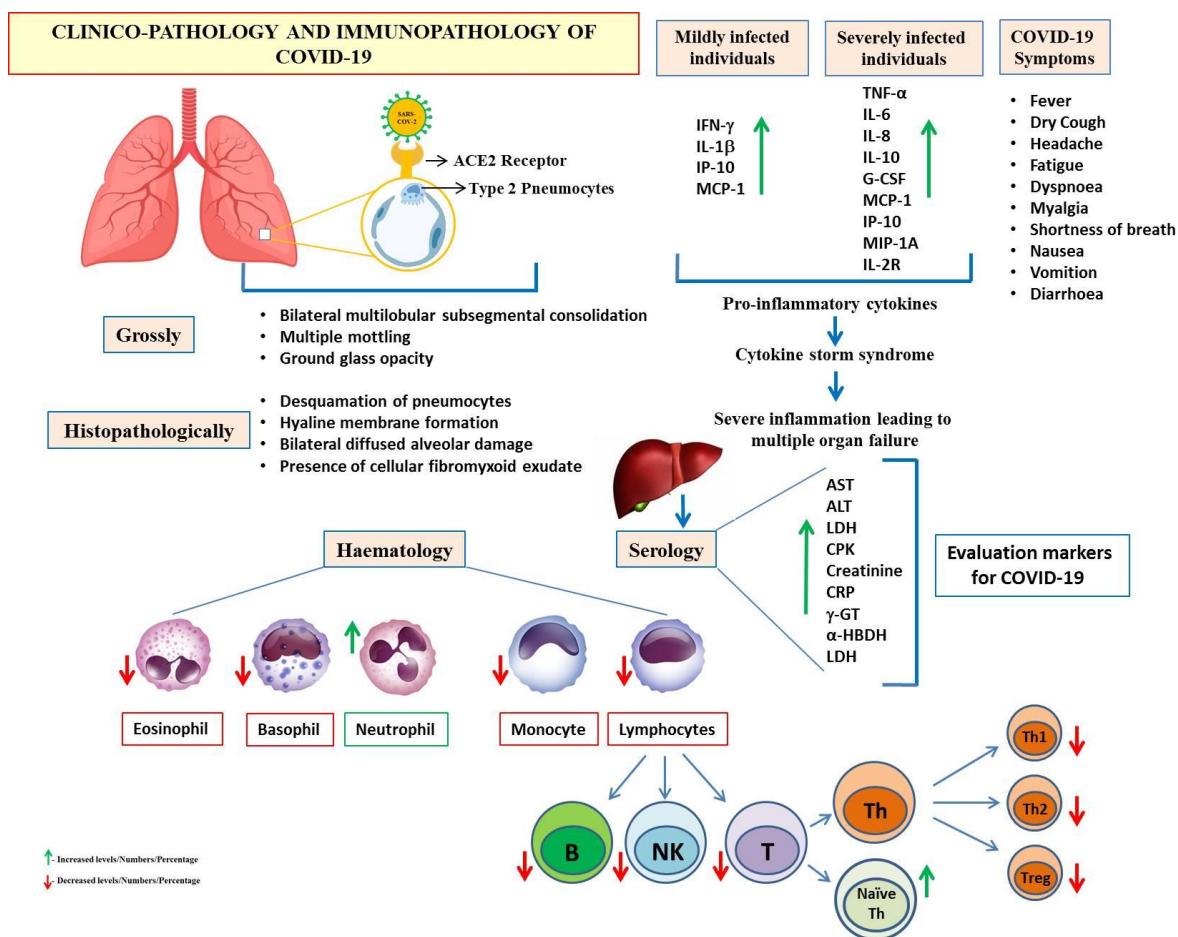 CLINICO-PATHOLOGY AND IMMUNOPATHOLOGY OF
COVID-19
SARS-
COV-2
ACE2 Receptor
Type 2 Pneumocytes
Grossly
• Bilateral multilobular subsegmental consolidation
• Multiple mottling
• Ground glass opacity
Histopathologically
• Desquamation of pneumocytes
• Hyaline membrane formation
• Bilateral diffused alveolar damage
• Presence of cellular fibromyxoid exudate
Mildly infected
individuals
IFN-γ
IL-1β
IP-10
MCP-1
Severely infected
individuals
TNF-α
IL-6
IL-8
IL-10
G-CSF
MCP-1
IP-10
MIP-1A
IL-2R
COVID-19
Symptoms
• Fever
• Dry Cough
• Headache
• Fatigue
• Dyspnoea
• Myalgia
• Shortness of breath
• Nausea
• Vomition
• Diarrhoea
Pro-inflammatory cytokines
Cytokine storm syndrome
Severe inflammation leading to
multiple organ failure
Haematology
Serology
AST
ALT
LDH
CPK
Creatinine
CRP
γ-GT
α-HBDH
LDH
Evaluation markers
for COVID-19
Eosinophil
Basophil
Neutrophil
Monocyte
Lymphocytes
B
NK
T
Th
Naïve
Th
Th1
Th2
Treg
- Increased levels/Numbers/Percentage
- Decreased levels/Numbers/Percentage